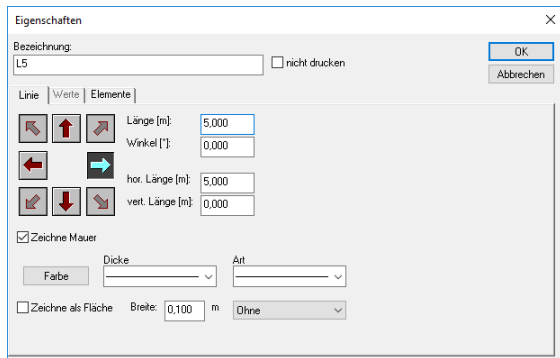 Eigenschaften
Bezeichnung:
L5
nicht drucken
OK
Abbrechen
Linie Werte Elemente
Länge [m]: 5,000
Winkel [°]: 0,000
hor. Länge [m]: 5,000
vert. Länge [m]: 0,000
Zeichne Mauer
Dicke Art
Farbe
Zeichne als Fläche Breite: 0,100 m Ohne